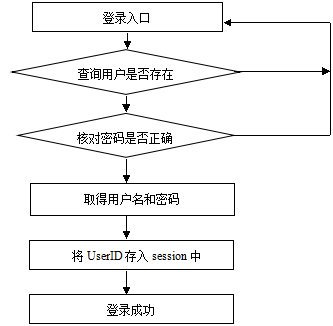 登录入口
查询用户是否存在
核对密码是否正确
取得用户名和密码
将 UserID 存入 session 中
登录成功